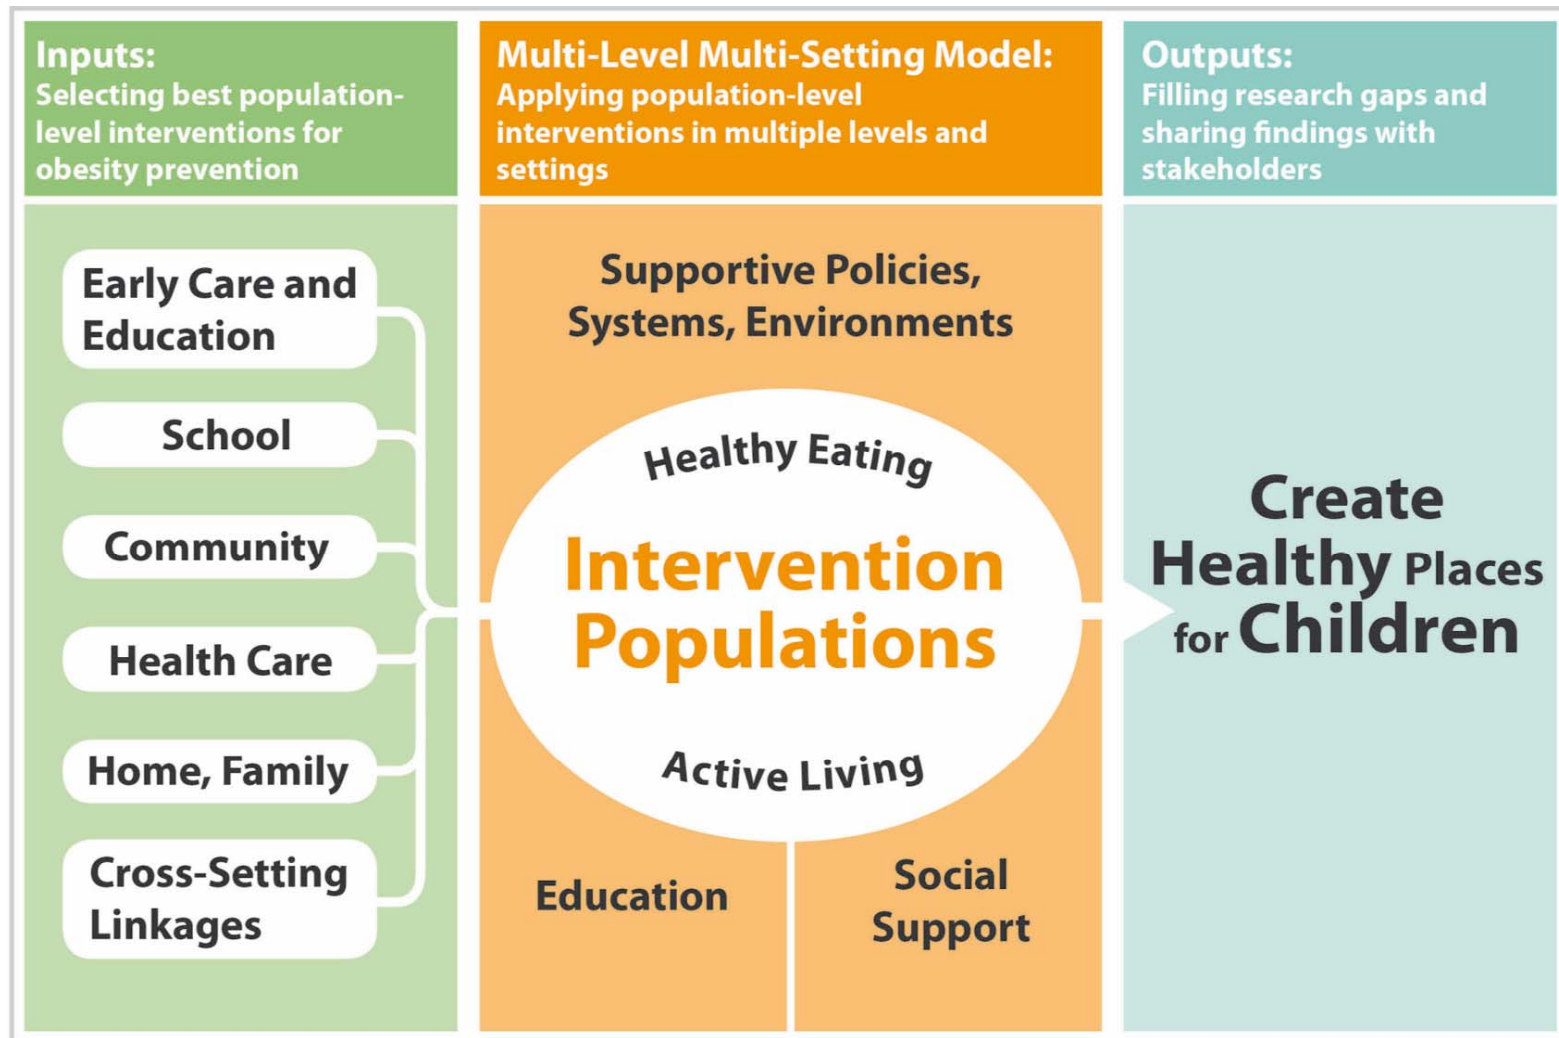 Inputs:
Selecting best population-
level interventions for
obesity prevention
Early Care and
Education
School
Community
Health Care
Home, Family
Cross-Setting
Linkages
Multi-Level Multi-Setting Model:
Applying population-level
interventions in multiple levels and
settings
Supportive Policies,
Systems, Environments
Healthy Eating
Intervention
Populations
Active Living
Education
Social
Support
Outputs:
Filling research gaps and
sharing findings with
stakeholders
Create
Healthy Places
for Children